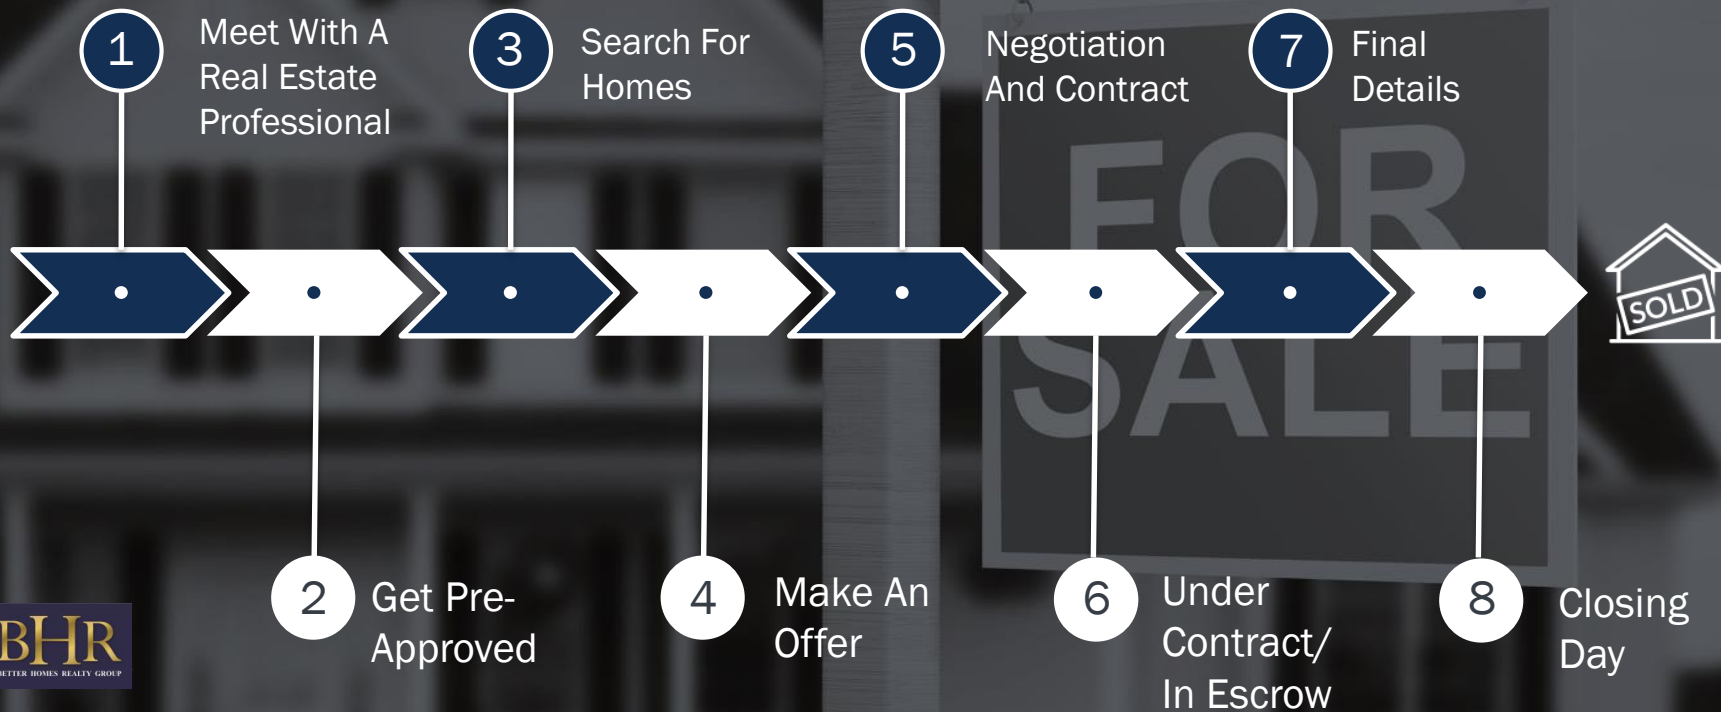 1
Meet With A
Real Estate
Professional
3
Search For
Homes
5
Negotiation
And Contract
7
Final
Details
FOR
SALE
SOLD
2
Get Pre-
Approved
4
Make An
Offer
6
Under
Contract/
In Escrow
8
Closing
Day
BHR
BETTER HOMES REALTY GROUP